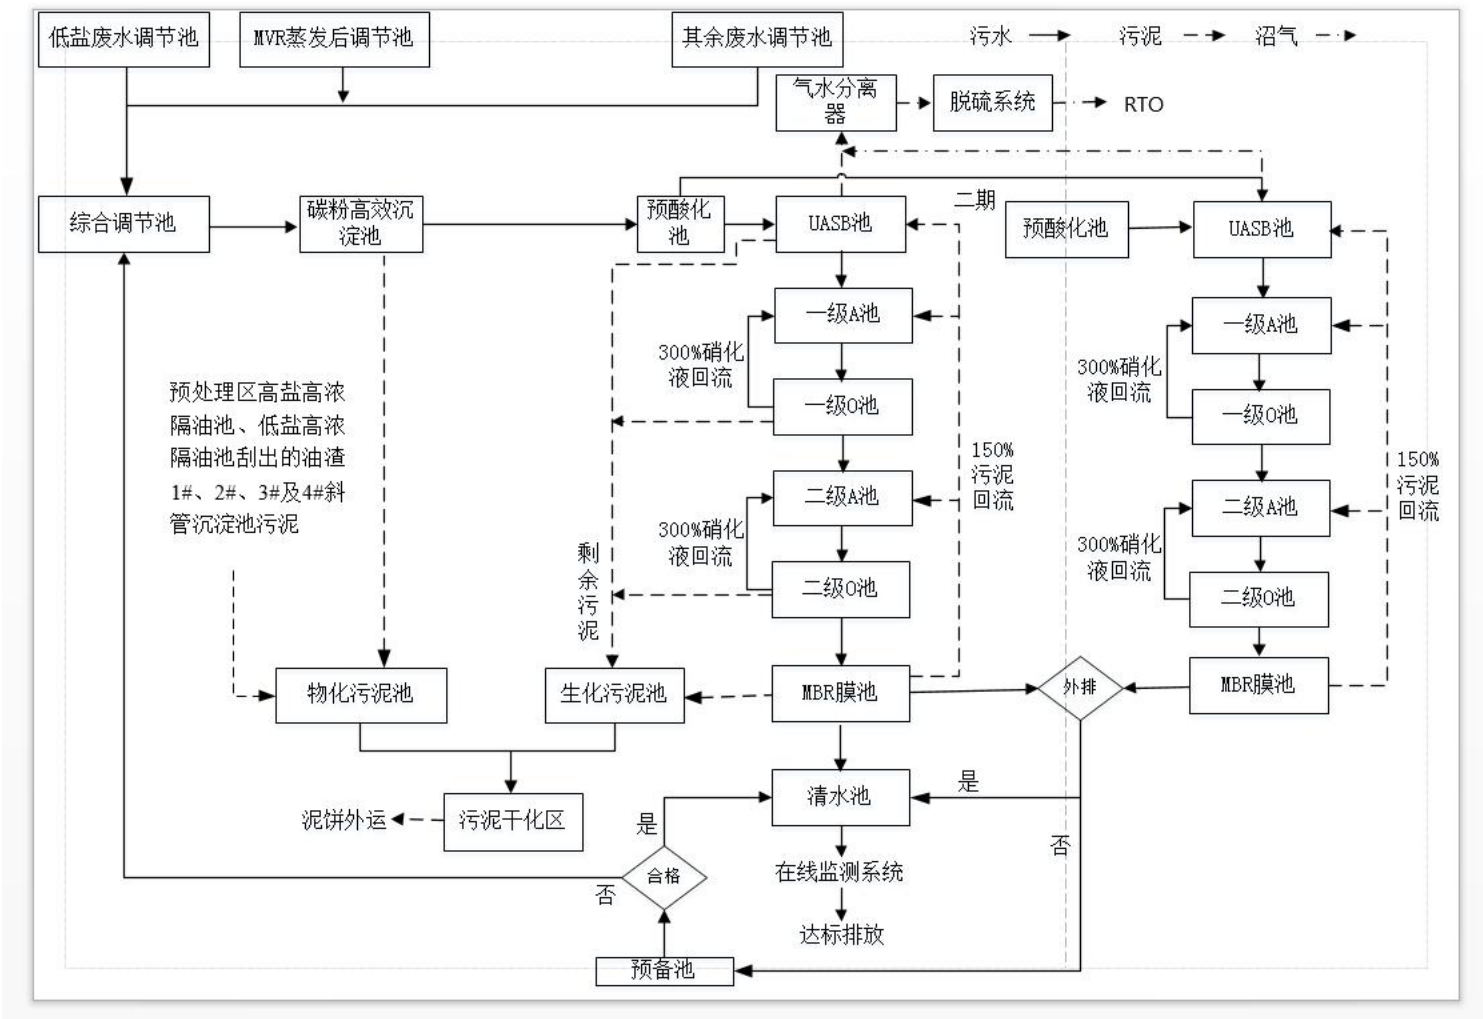 低盐废水调节池
MVR蒸发后调节池
其余废水调节池
污水
污泥
沼气
气水分离
器
脱硫系统
RTO
综合调节池
碳粉高效沉
淀池
预酸化
池
UASB池
二期
预酸化池
UASB池
一级A池
300%硝化
液回流
一级O池
一级A池
300%硝化
液回流
一级O池
预处理区高盐高浓
隔油池、低盐高浓
隔油池刮出的油渣
1#、2#、3#及4#斜
管沉淀池污泥
150%
污泥
回流
150%
污泥
回流
二级A池
300%硝化
液回流
二级O池
二级A池
300%硝化
液回流
二级O池
剩
余
污
泥
物化污泥池
生化污泥池
MBR膜池
外排
MBR膜池
泥饼外运
污泥干化区
是
清水池
是
否
合格
否
在线监测系统
达标排放
预备池